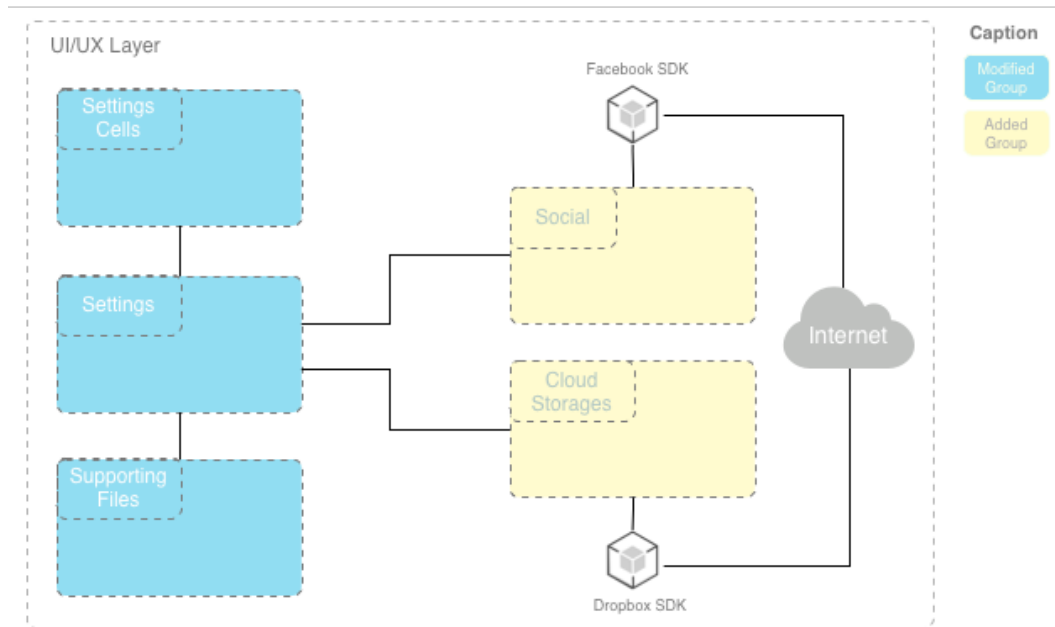 UI/UX Layer
Caption
Modified
Group
Added
Group
Facebook SDK
Settings
Cells
Social
Settings
Internet
Cloud
Storages
Supporting
Files
Dropbox SDK